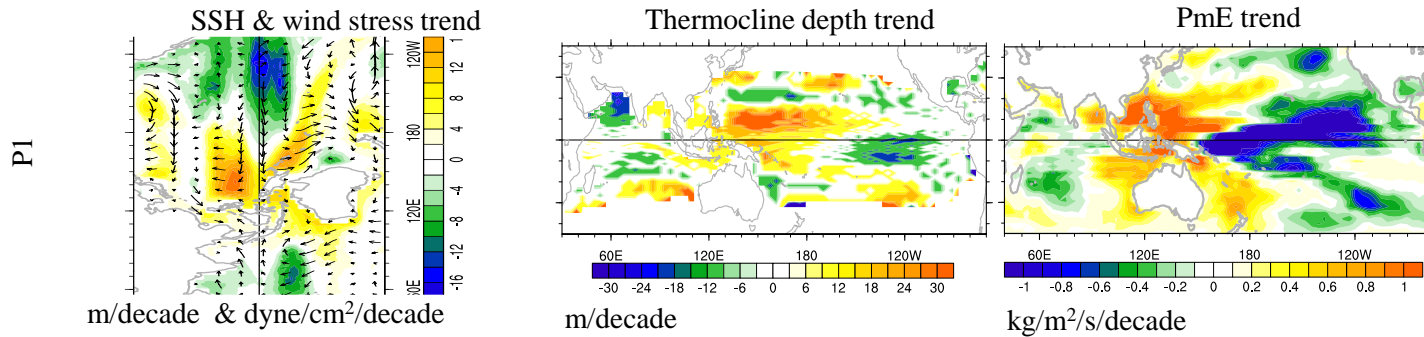 SSH & wind stress trend
Thermocline depth trend
PmE trend
P1
120W
180
120E
60E
16
12
8
4
0
-4
-8
-12
-16
60E 120E 180 120W
-30 -24 -18 -12 -6 0 6 12 18 24 30
60E 120E 180 120W
-1 -0.8 -0.6 -0.4 -0.2 0 0.2 0.4 0.6 0.8 1
m/decade & dyne/cm²/decade
m/decade
kg/m²/s/decade